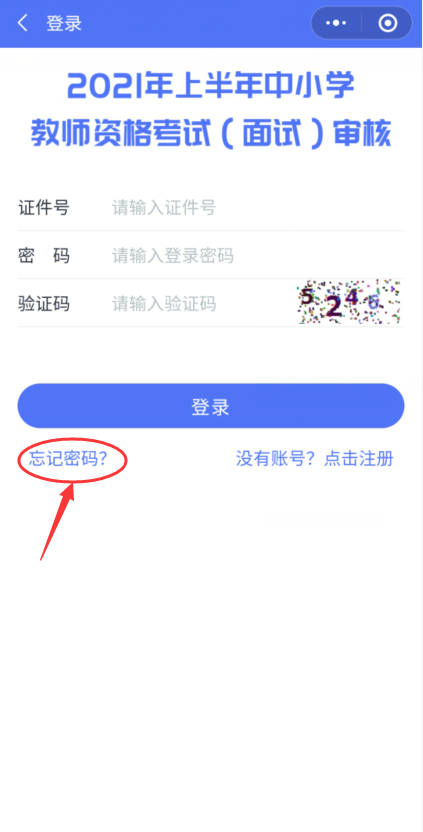 登录
2021年上半年中小学
教师资格考试(面试)审核
证件号 请输入证件号
密 码 请输入登录密码
验证码 请输入验证码 5246
登录
忘记密码? 没有账号? 点击注册